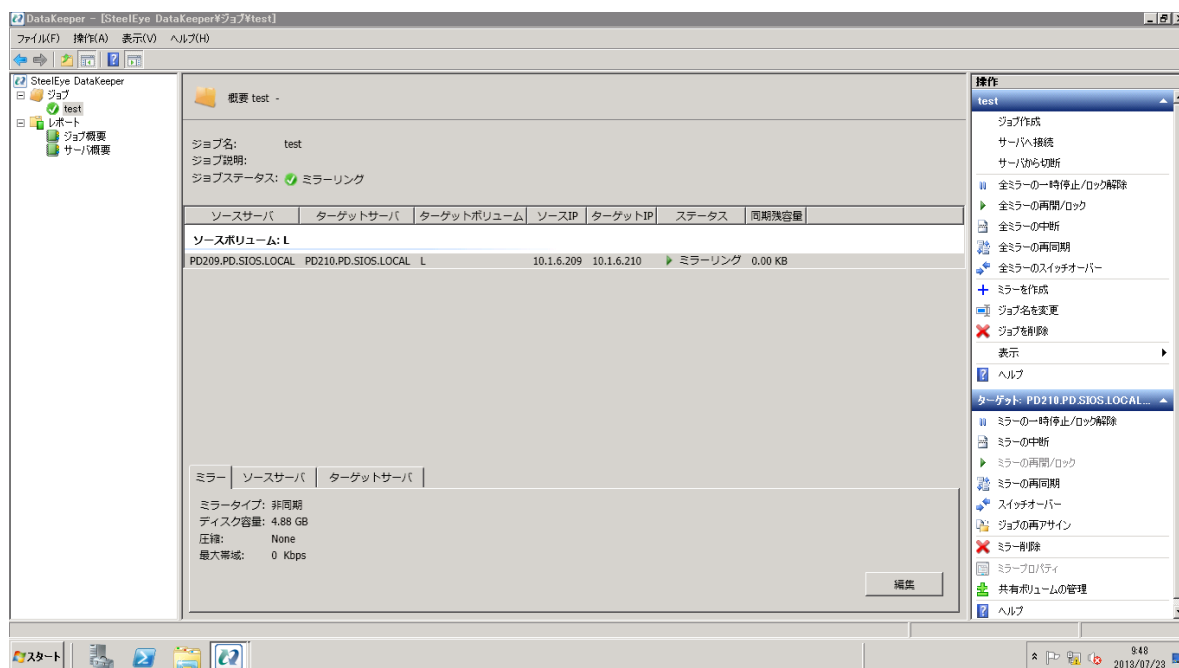 DataKeeper - [SteelEye DataKeeper¥ジョブ¥test]
ファイル(F) 操作(A) 表示(V) ヘルプ(H)
SteelEye DataKeeper
ジョブ
test
レポート
ジョブ概要
サーバ概要
概要 test -
ジョブ名: test
ジョブ説明:
ジョブステータス: ミラーリング
ソースサーバ ターゲットサーバ ターゲットボリューム ソースIP ターゲットIP ステータス 同期残容量
ソースボリューム: L
PD209.PD.SIOS.LOCAL PD210.PD.SIOS.LOCAL L 10.1.6.209 10.1.6.210 ミラーリング 0.00 KB
ミラー ソースサーバ ターゲットサーバ
ミラータイプ: 非同期
ディスク容量: 4.88 GB
圧縮: None
最大帯域: 0 Kbps
編集
操作
test
ジョブ作成
サーバへ接続
サーバから切断
全ミラーの一時停止/ロック解除
全ミラーの再開/ロック
全ミラーの中断
全ミラーの再同期
全ミラーのスイッチオーバー
ミラーを作成
ジョブ名を変更
ジョブを削除
表示
ヘルプ
ターゲット: PD210.PD.SIOS.LOCAL...
ミラーの一時停止/ロック解除
ミラーの中断
ミラーの再開/ロック
ミラーの再同期
スイッチオーバー
ジョブの再アサイン
ミラー削除
ミラープロパティ
共有ボリュームの管理
ヘルプ
スタート
9:48
2013/07/23